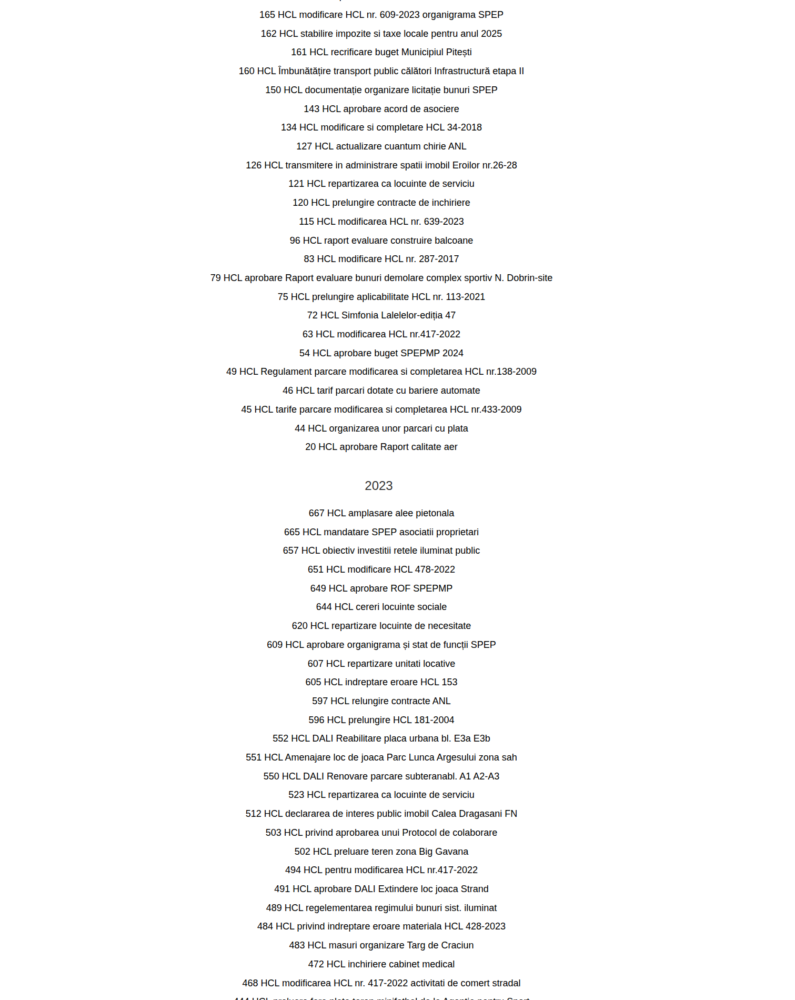 165 HCL modificare HCL nr. 609-2023 organigrama SPEP
162 HCL stabilire impozite si taxe locale pentru anul 2025
161 HCL recrificare buget Municipiul Pitești
160 HCL Îmbunătățire transport public călători Infrastructură etapa II
150 HCL documentație organizare licitație bunuri SPEP
143 HCL aprobare acord de asociere
134 HCL modificare si completare HCL 34-2018
127 HCL actualizare cuantum chirie ANL
126 HCL transmitere in administrare spatii imobil Eroilor nr.26-28
121 HCL repartizarea ca locuinte de serviciu
120 HCL prelungire contracte de inchiriere
115 HCL modificarea HCL nr. 639-2023
96 HCL raport evaluare construire balcoane
83 HCL modificare HCL nr. 287-2017
79 HCL aprobare Raport evaluare bunuri demolare complex sportiv N. Dobrin-site
75 HCL prelungire aplicabilitate HCL nr. 113-2021
72 HCL Simfonia Lalelelor-ediția 47
63 HCL modificarea HCL nr.417-2022
54 HCL aprobare buget SPEPMP 2024
49 HCL Regulament parcare modificarea si completarea HCL nr.138-2009
46 HCL tarif parcari dotate cu bariere automate
45 HCL tarife parcare modificarea si completarea HCL nr.433-2009
44 HCL organizarea unor parcari cu plata
20 HCL aprobare Raport calitate aer
2023
667 HCL amplasare alee pietonala
665 HCL mandatare SPEP asociatii proprietari
657 HCL obiectiv investitii retele iluminat public
651 HCL modificare HCL 478-2022
649 HCL aprobare ROF SPEPMP
644 HCL cereri locuinte sociale
620 HCL repartizare locuinte de necesitate
609 HCL aprobare organigrama și stat de funcții SPEP
607 HCL repartizare unitati locative
605 HCL indreptare eroare HCL 153
597 HCL relungire contracte ANL
596 HCL prelungire HCL 181-2004
552 HCL DALI Reabilitare placa urbana bl. E3a E3b
551 HCL Amenajare loc de joaca Parc Lunca Argesului zona sah
550 HCL DALI Renovare parcare subteranabl. A1 A2-A3
523 HCL repartizarea ca locuinte de serviciu
512 HCL declararea de interes public imobil Calea Dragasani FN
503 HCL privind aprobarea unui Protocol de colaborare
502 HCL preluare teren zona Big Gavana
494 HCL pentru modificarea HCL nr.417-2022
491 HCL aprobare DALI Extindere loc joaca Strand
489 HCL regelementarea regimului bunuri sist. iluminat
484 HCL privind indreptare eroare materiala HCL 428-2023
483 HCL masuri organizare Targ de Craciun
472 HCL inchiriere cabinet medical
468 HCL modificarea HCL nr. 417-2022 activitati de comert stradal
444 HCL preluare fara plata teren minifotbal de la Agentia pentru Sport